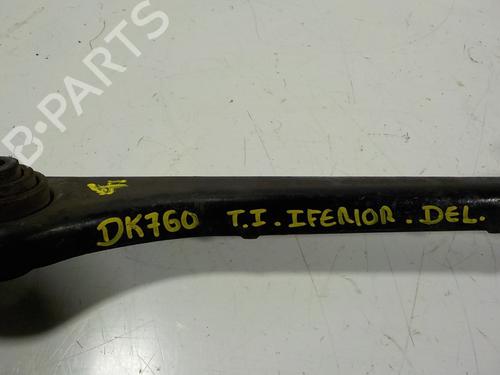 B-PARTS
DK760 T.I. IFERIOR. DEL.